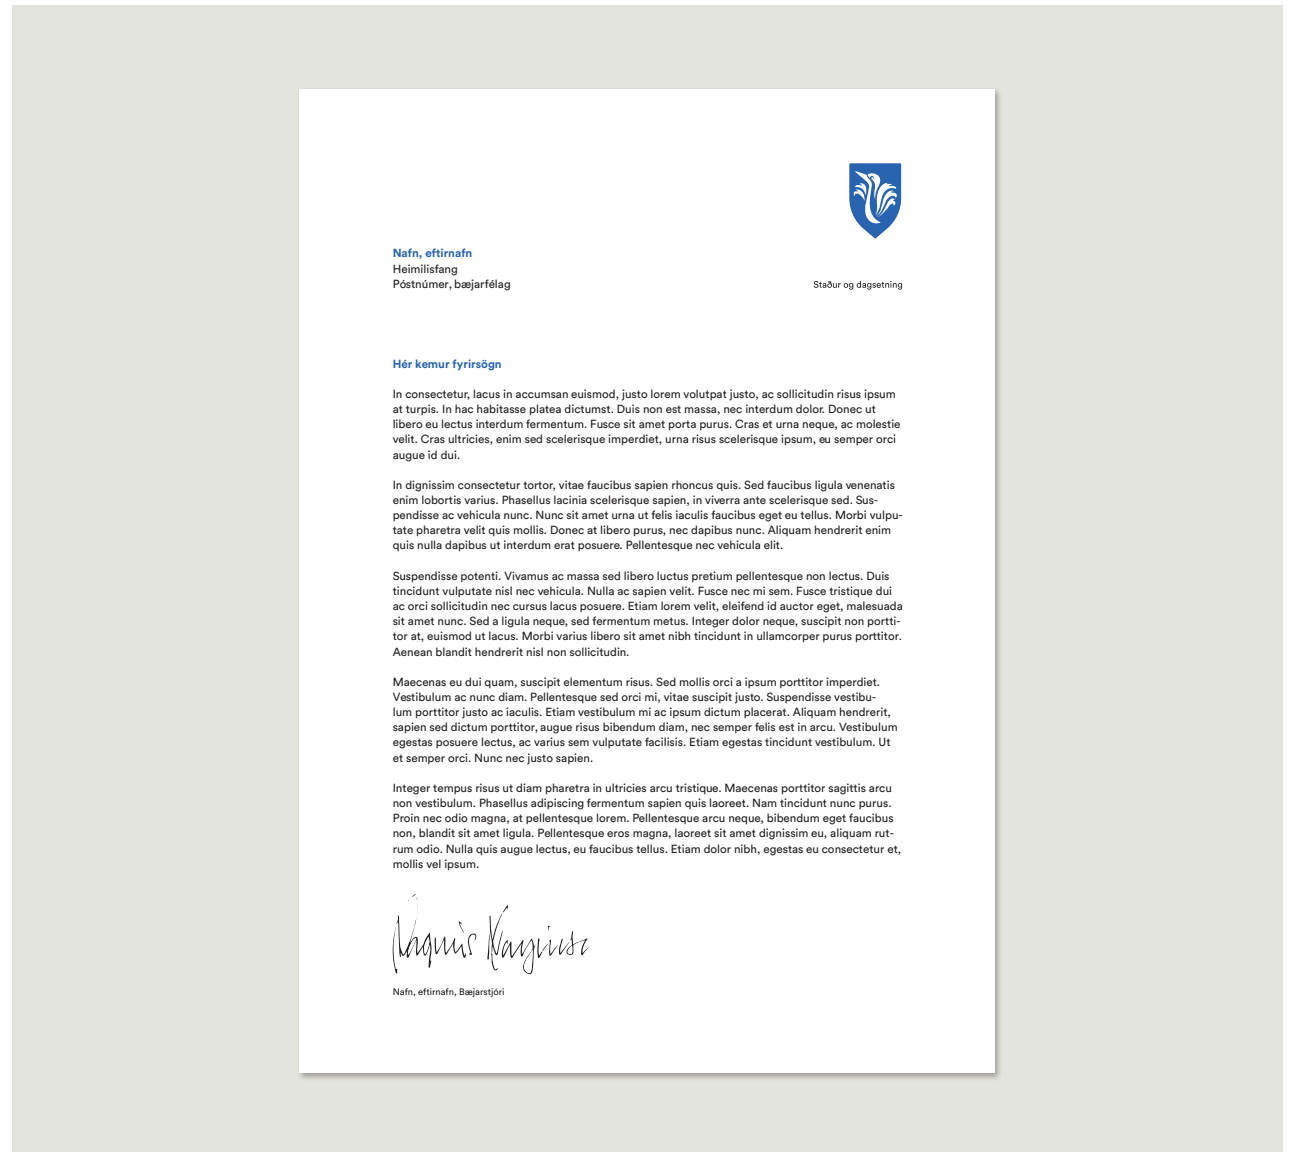 Nafn, eftirnafn
Heimilisfang
Póstnúmer, bæjarfélag
Staður og dagsetning
Hér kemur fyrirsögn
In consectetur, lacus in accumsan euismod, justo lorem volutpat justo, ac sollicitudin risus ipsum
at turpis. In hac habitasse platea dictumst. Duis non est massa, nec interdum dolor. Donec ut
libero eu lectus interdum fermentum. Fusce sit amet porta purus. Cras et urna neque, ac molestie
velit. Cras ultricies, enim sed scelerisque imperdiet, urna risus scelerisque ipsum, eu semper orci
augue id dui.
In dignissim consectetur tortor, vitae faucibus sapien rhoncus quis. Sed faucibus ligula venenatis
enim lobortis varius. Phasellus lacinia scelerisque sapien, in viverra ante scelerisque sed. Sus-
pendisse ac vehicula nunc. Nunc sit amet urna ut felis iaculis faucibus eget eu tellus. Morbi vulpu-
tate pharetra velit quis mollis. Donec at libero purus, nec dapibus nunc. Aliquam hendrerit enim
quis nulla dapibus ut interdum erat posuere. Pellentesque nec vehicula elit.
Suspendisse potenti. Vivamus ac massa sed libero luctus pretium pellentesque non lectus. Duis
tincidunt vulputate nisl nec vehicula. Nulla ac sapien velit. Fusce nec mi sem. Fusce tristique dui
ac orci sollicitudin nec cursus lacus posuere. Etiam lorem velit, eleifend id auctor eget, malesuada
sit amet nunc. Sed a ligula neque, sed fermentum metus. Integer dolor neque, suscipit non portti-
tor at, euismod ut lacus. Morbi varius libero sit amet nibh tincidunt in ullamcorper purus porttitor.
Aenean blandit hendrerit nisl non sollicitudin.
Maecenas eu dui quam, suscipit elementum risus. Sed mollis orci a ipsum porttitor imperdiet.
Vestibulum ac nunc diam. Pellentesque sed orci mi, vitae suscipit justo. Suspendisse vestibu-
lum porttitor justo ac iaculis. Etiam vestibulum mi ac ipsum dictum placerat. Aliquam hendrerit,
sapien sed dictum porttitor, augue risus bibendum diam, nec semper felis est in arcu. Vestibulum
egestas posuere lectus, ac varius sem vulputate facilisis. Etiam egestas tincidunt vestibulum. Ut
et semper orci. Nunc nec justo sapien.
Integer tempus risus ut diam pharetra in ultricies arcu tristique. Maecenas porttitor sagittis arcu
non vestibulum. Phasellus adipiscing fermentum sapien quis laoreet. Nam tincidunt nunc purus.
Proin nec odio magna, at pellentesque lorem. Pellentesque arcu neque, bibendum eget faucibus
non, blandit sit amet ligula. Pellentesque eros magna, laoreet sit amet dignissim eu, aliquam rut-
rum odio. Nulla quis augue lectus, eu faucibus tellus. Etiam dolor nibh, egestas eu consectetur et,
mollis vel ipsum.
Nafn, eftirnafn, Bæjarstjóri